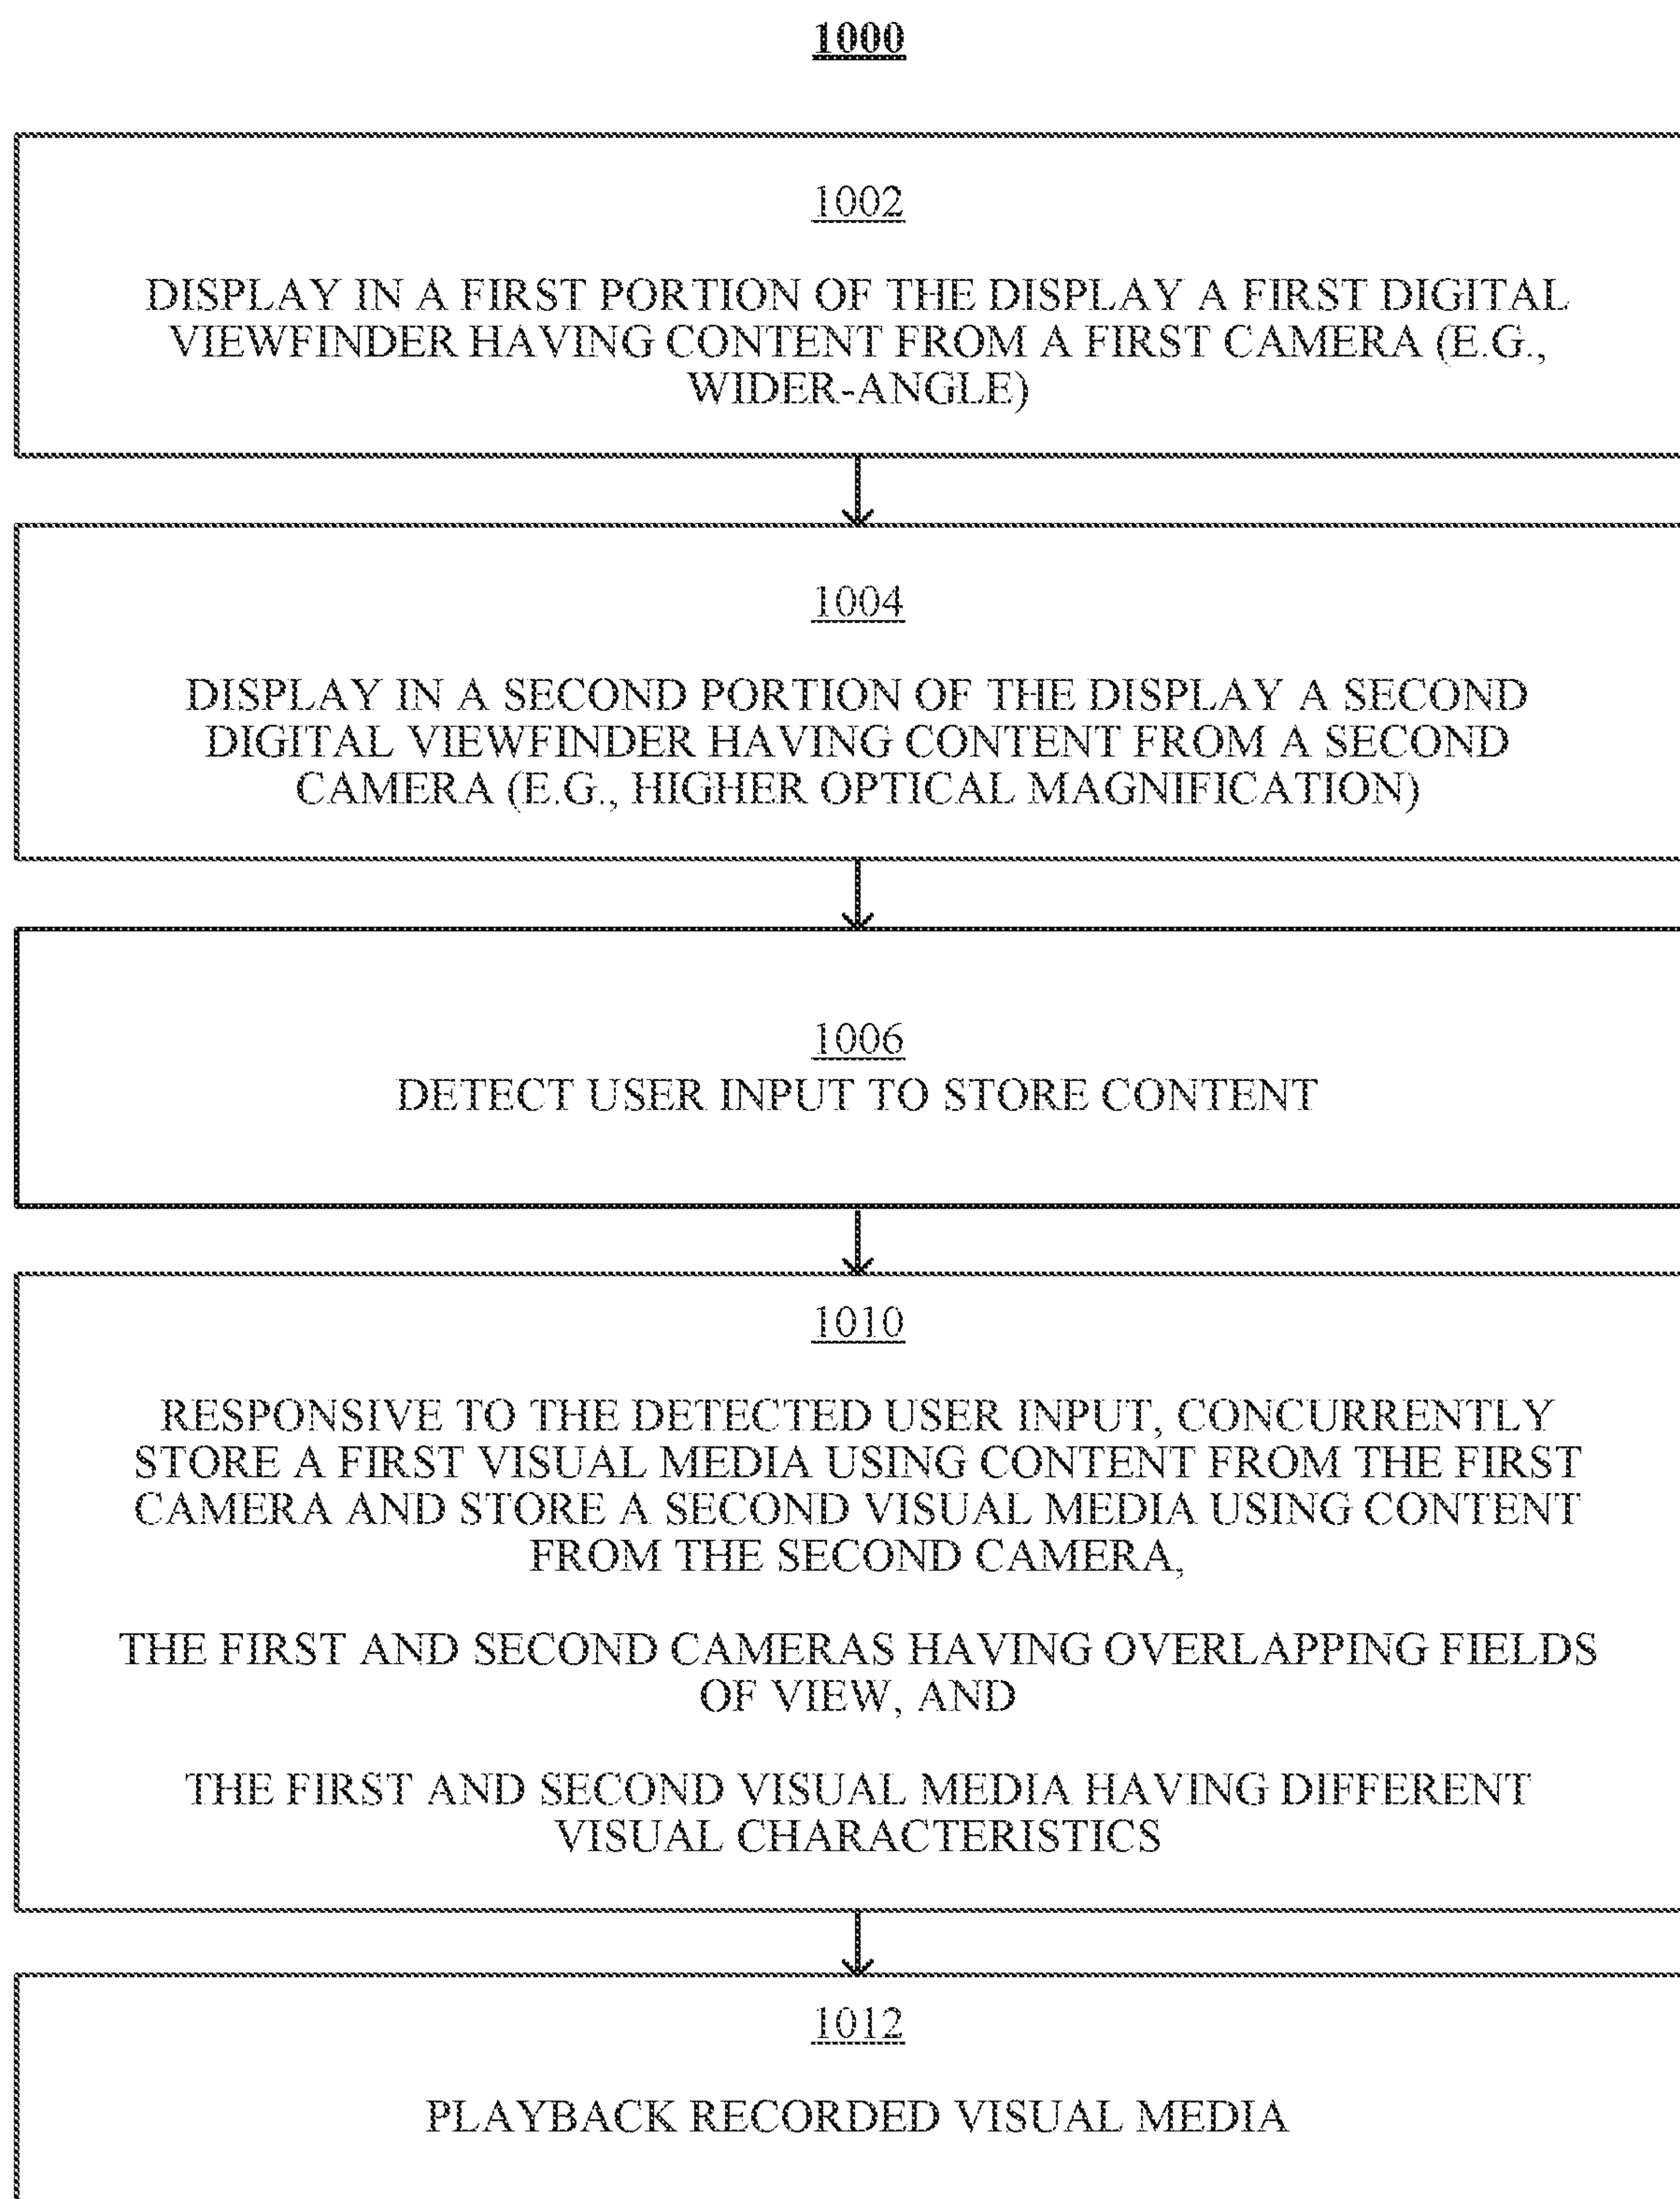 1000
1002
DISPLAY IN A FIRST PORTION OF THE DISPLAY A FIRST DIGITAL
VIEWFINDER HAVING CONTENT FROM A FIRST CAMERA (E.G.,
WIDER-ANGLE)
1004
DISPLAY IN A SECOND PORTION OF THE DISPLAY A SECOND
DIGITAL VIEWFINDER HAVING CONTENT FROM A SECOND
CAMERA (E.G., HIGHER OPTICAL MAGNIFICATION)
1006
DETECT USER INPUT TO STORE CONTENT
1010
RESPONSIVE TO THE DETECTED USER INPUT, CONCURRENTLY
STORE A FIRST VISUAL MEDIA USING CONTENT FROM THE FIRST
CAMERA AND STORE A SECOND VISUAL MEDIA USING CONTENT
FROM THE SECOND CAMERA,
THE FIRST AND SECOND CAMERAS HAVING OVERLAPPING FIELDS
OF VIEW, AND
THE FIRST AND SECOND VISUAL MEDIA HAVING DIFFERENT
VISUAL CHARACTERISTICS
1012
PLAYBACK RECORDED VISUAL MEDIA